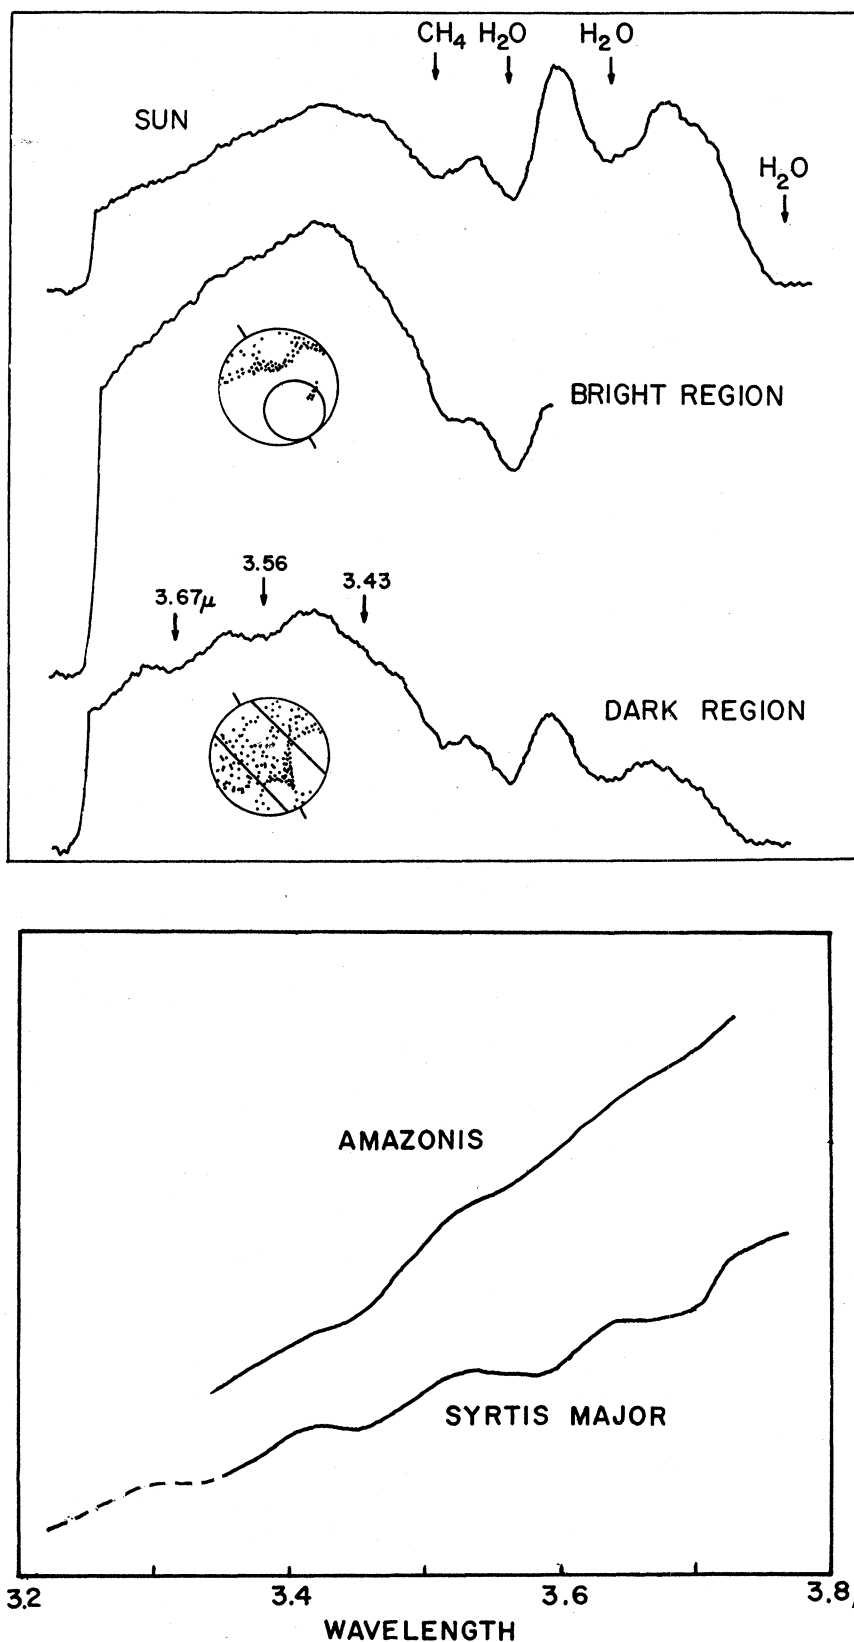 CH4 H2O H2O
SUN
H2O
BRIGHT REGION
3.56
3.67μ
3.43
DARK REGION
AMAZONIS
SYRTIS MAJOR
3.2 3.4 3.6 3.8
WAVELENGTH